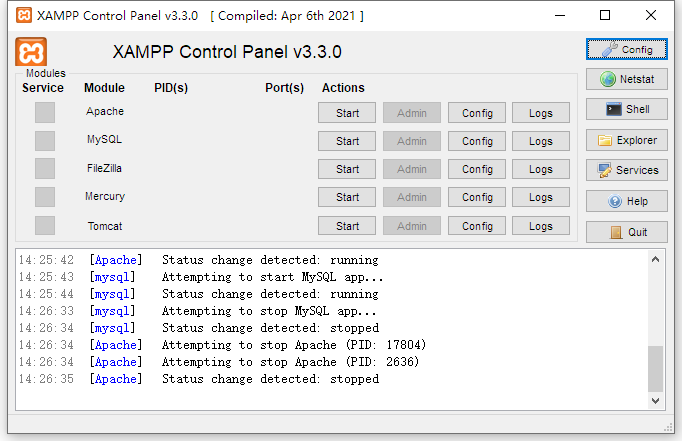 XAMPP Control Panel v3.3.0 [ Compiled: Apr 6th 2021 ]
XAMPP Control Panel v3.3.0
Config
Modules
Service Module PID(s) Port(s) Actions
Netstat
Apache Start Admin Config Logs
Shell
MySQL Start Admin Config Logs
Explorer
FileZilla Start Admin Config Logs
Services
Mercury Start Admin Config Logs
Help
Tomcat Start Admin Config Logs
Quit
14:25:42 [Apache] Status change detected: running
14:25:43 [mysql] Attempting to start MySQL app...
14:25:44 [mysql] Status change detected: running
14:26:33 [mysql] Attempting to stop MySQL app...
14:26:34 [mysql] Status change detected: stopped
14:26:34 [Apache] Attempting to stop Apache (PID: 17804)
14:26:34 [Apache] Attempting to stop Apache (PID: 2636)
14:26:35 [Apache] Status change detected: stopped